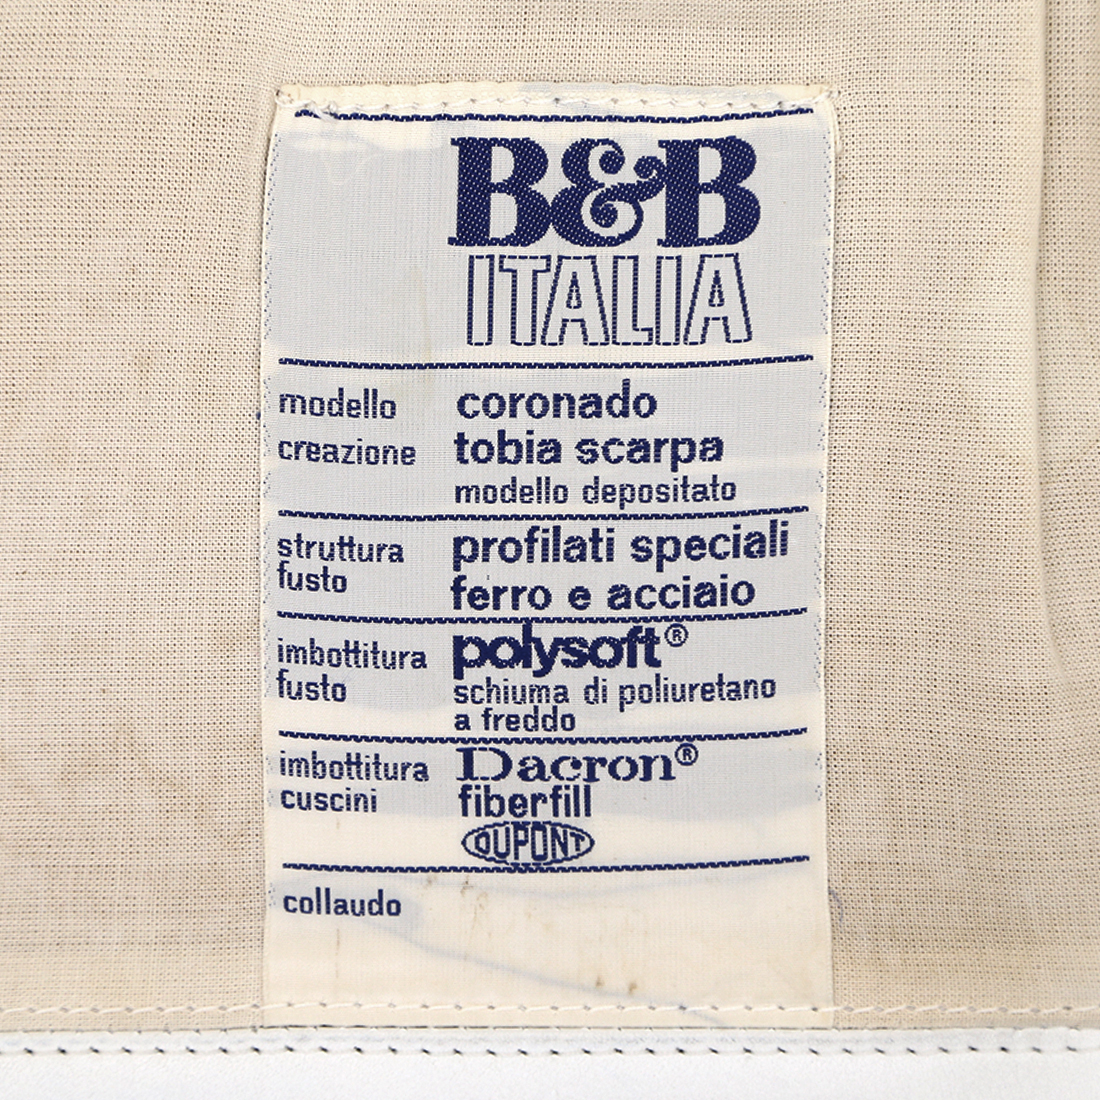 B&B
ITALIA
modello coronado
creazione tobia scarpa
modello depositato
struttura profilati speciali
fusto ferro e acciaio
imbottitura polysoft®
fusto schiuma di poliuretano
a freddo
imbottitura Dacron®
cuscini fiberfill
DUPONT
collaudo